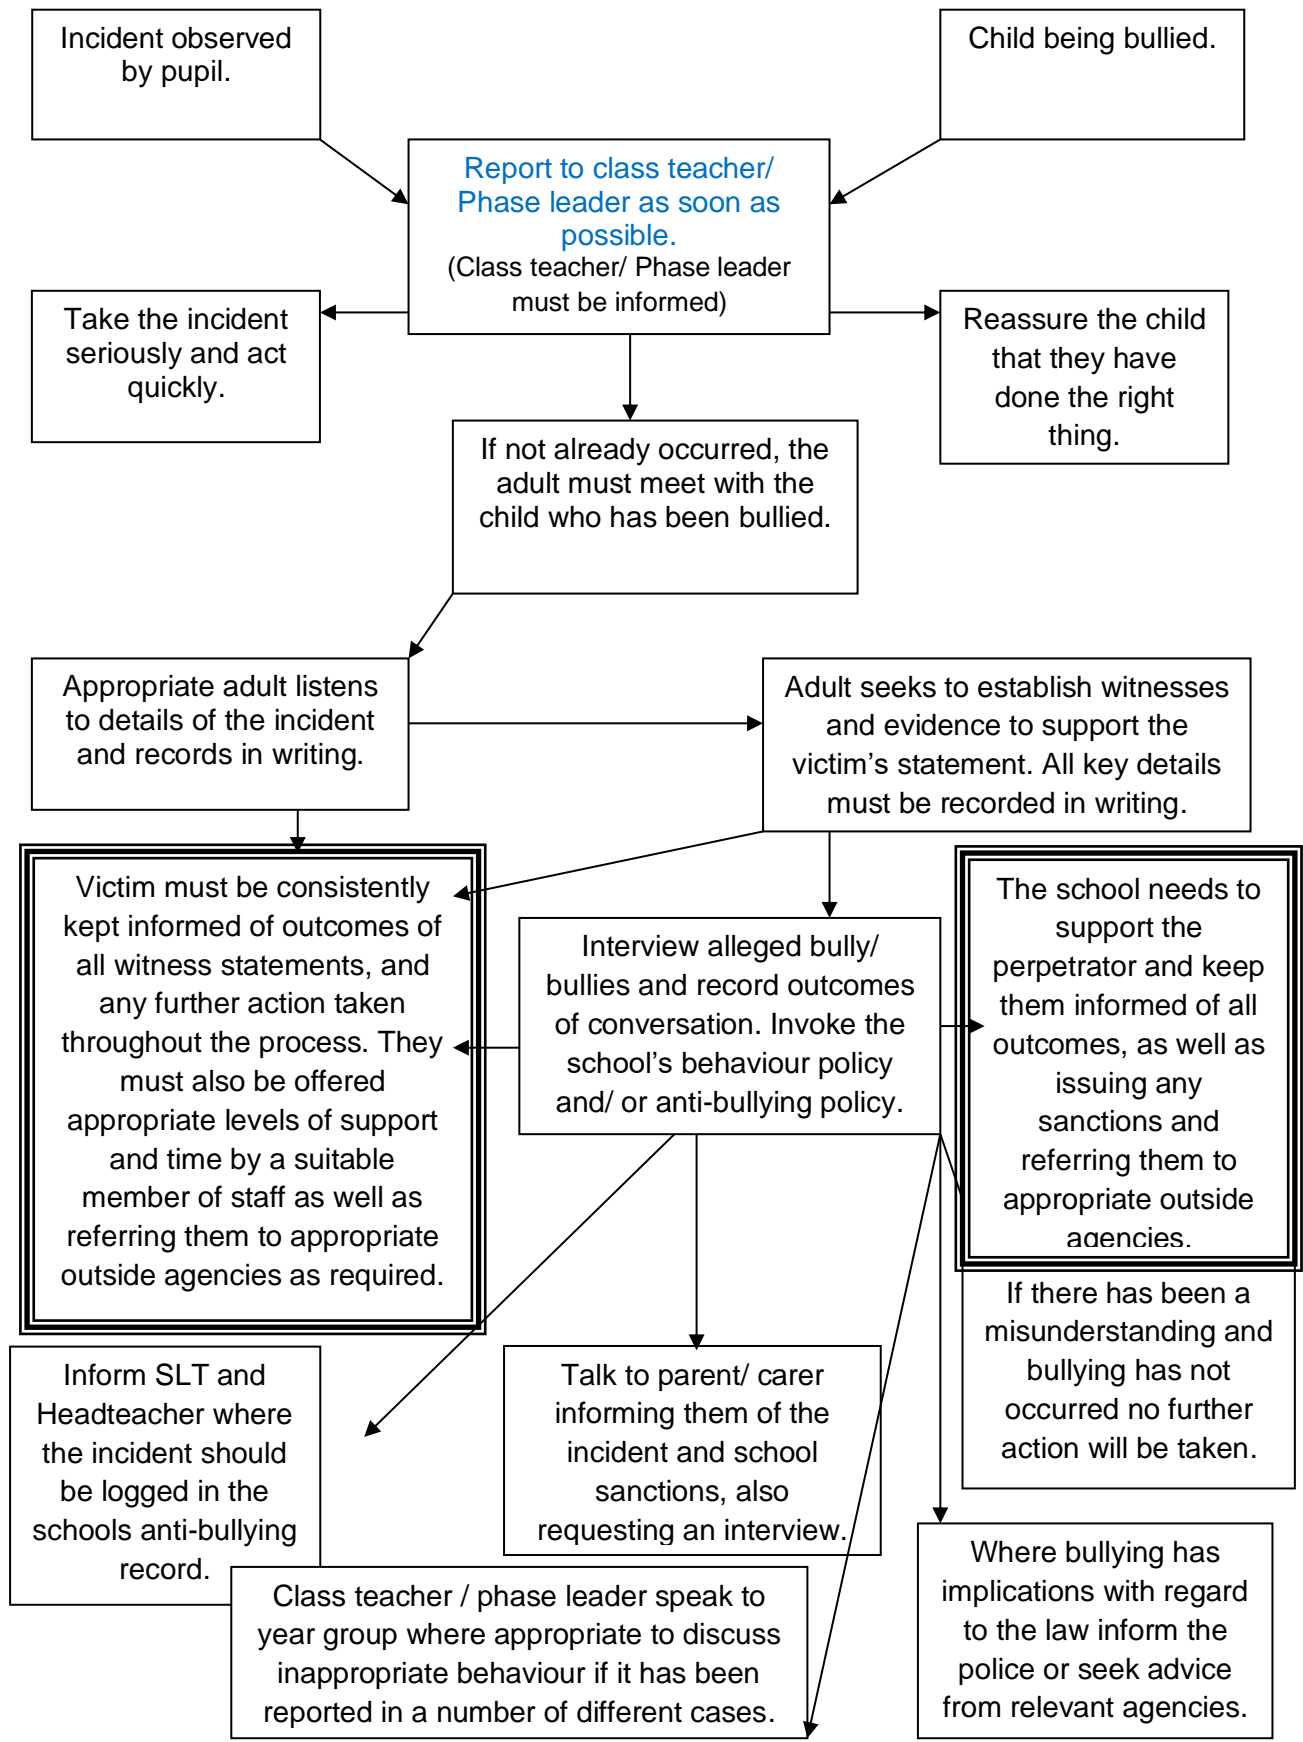 Incident observed
by pupil.
Child being bullied.
Report to class teacher/
Phase leader as soon as
possible.
(Class teacher/ Phase leader
must be informed)
Take the incident
seriously and act
quickly.
Reassure the child
that they have
done the right
thing.
If not already occurred, the
adult must meet with the
child who has been bullied.
Appropriate adult listens
to details of the incident
and records in writing.
Adult seeks to establish witnesses
and evidence to support the
victim’s statement. All key details
must be recorded in writing.
Victim must be consistently
kept informed of outcomes of
all witness statements, and
any further action taken
throughout the process. They
must also be offered
appropriate levels of support
and time by a suitable
member of staff as well as
referring them to appropriate
outside agencies as required.
Interview alleged bully/
bullies and record outcomes
of conversation. Invoke the
school’s behaviour policy
and/ or anti-bullying policy.
The school needs to
support the
perpetrator and keep
them informed of all
outcomes, as well as
issuing any
sanctions and
referring them to
appropriate outside
agencies.
If there has been a
misunderstanding and
bullying has not
occurred no further
action will be taken.
Inform SLT and
Headteacher where
the incident should
be logged in the
schools anti-bullying
record.
Talk to parent/ carer
informing them of the
incident and school
sanctions, also
requesting an interview.
Class teacher / phase leader speak to
year group where appropriate to discuss
inappropriate behaviour if it has been
reported in a number of different cases.
Where bullying has
implications with regard
to the law inform the
police or seek advice
from relevant agencies.